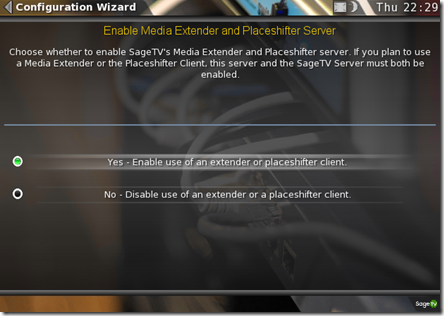 Configuration Wizard
Thu 22:29
Enable Media Extender and Placeshifter Server
Choose whether to enable SageTV's Media Extender and Placeshifter server. If you plan to use
a Media Extender or the Placeshifter Client, this server and the SageTV Server must both be
enabled.
Yes - Enable use of an extender or placeshifter client.
No - Disable use of an extender or a placeshifter client.
SageTV